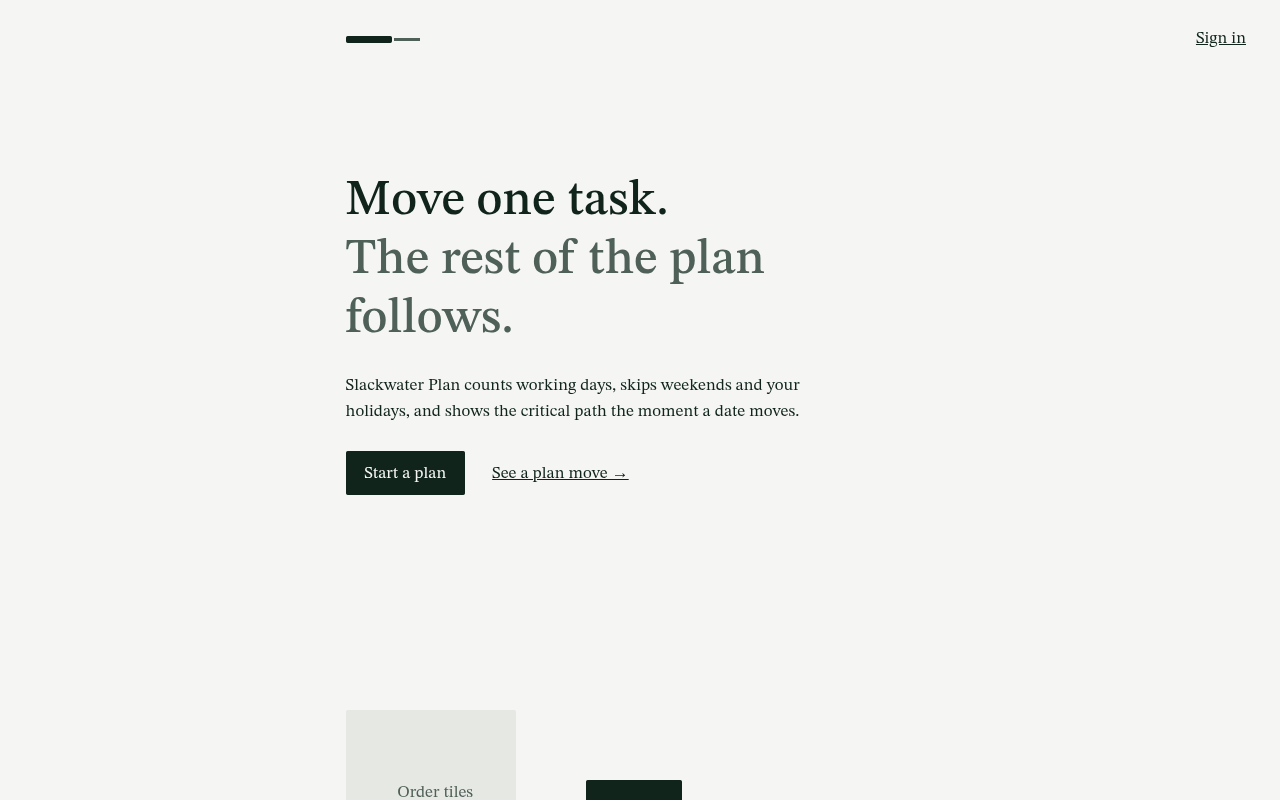 Sign in
Move one task.
The rest of the plan
follows.
Slackwater Plan counts working days, skips weekends and your
holidays, and shows the critical path the moment a date moves.
Start a plan
See a plan move →
Order tiles